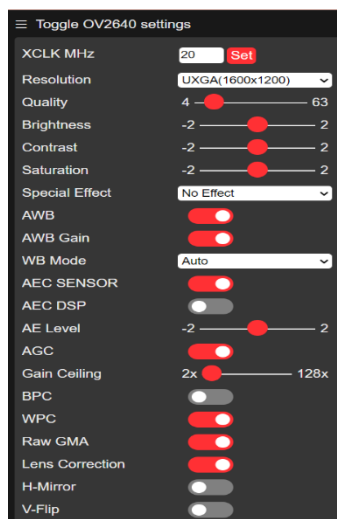 ☰ Toggle OV2640 settings
XCLK MHz 20 Set
Resolution UXGA(1600x1200)
Quality 4 63
Brightness -2 2
Contrast -2 2
Saturation -2 2
Special Effect No Effect
AWB
AWB Gain
WB Mode Auto
AEC SENSOR
AEC DSP
AE Level -2 2
AGC
Gain Ceiling 2x 128x
BPC
WPC
Raw GMA
Lens Correction
H-Mirror
V-Flip